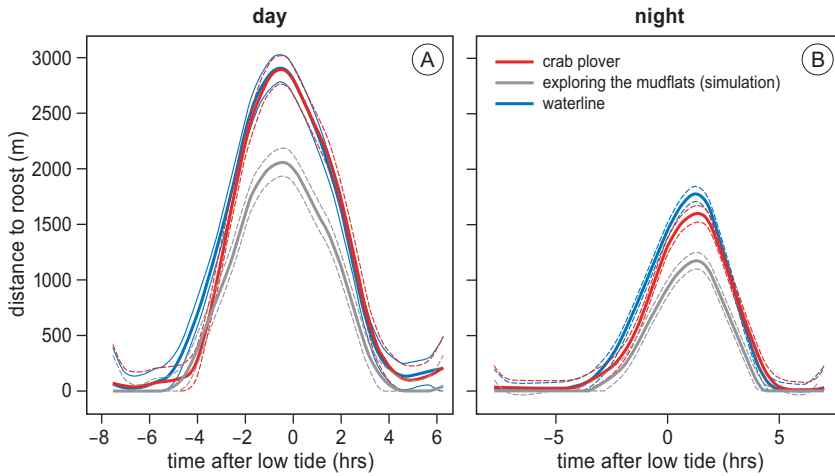 day
night
A
B
crab plover
exploring the mudflats (simulation)
waterline
distance to roost (m)
3000
2500
2000
1500
1000
500
0
−8
−6
−4
−2
0
2
4
6
−5
0
5
time after low tide (hrs)
time after low tide (hrs)